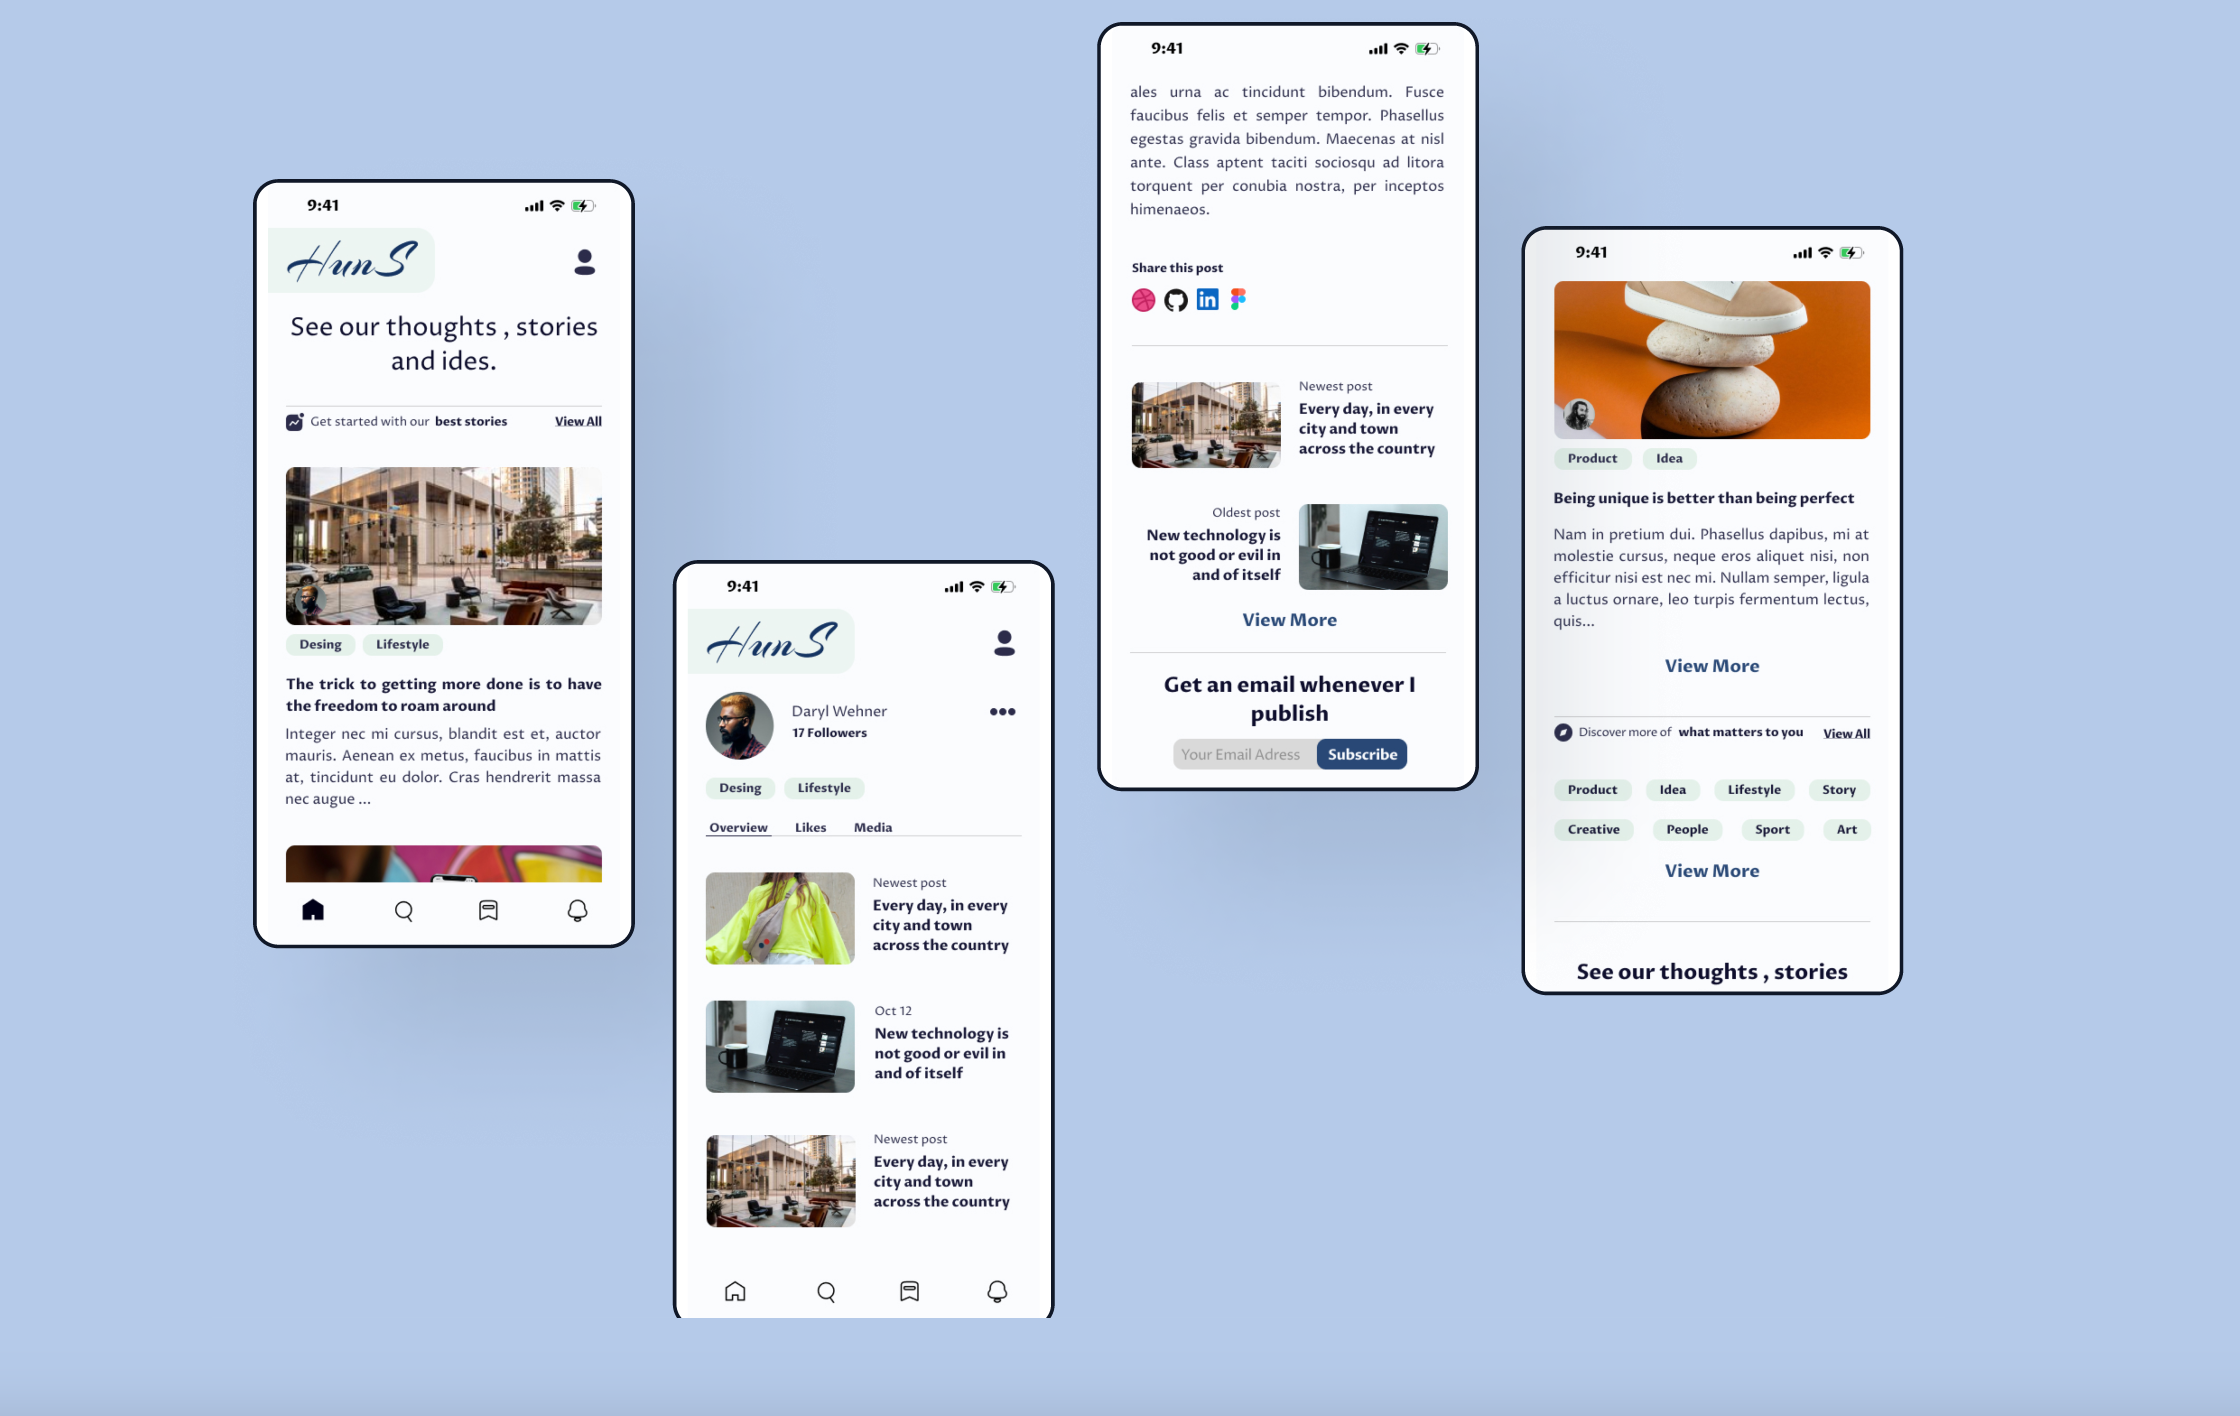 9:41
HunS
See our thoughts , stories
and ides.
Get started with our best stories View All
Desing Lifestyle
The trick to getting more done is to have
the freedom to roam around
Integer nec mi cursus, blandit est et, auctor
mauris. Aenean ex metus, faucibus in mattis
at, tincidunt eu dolor. Cras hendrerit massa
nec augue ...
9:41
HunS
Daryl Wehner
17 Followers
Desing Lifestyle
Overview Likes Media
Newest post
Every day, in every
city and town
across the country
Oct 12
New technology is
not good or evil in
and of itself
Newest post
Every day, in every
city and town
across the country
9:41
ales urna ac tincidunt bibendum. Fusce
faucibus felis et semper tempor. Phasellus
egestas gravida bibendum. Maecenas at nisl
ante. Class aptent taciti sociosqu ad litora
torquent per conubia nostra, per inceptos
himenaeos.
Share this post
in
Newest post
Every day, in every
city and town
across the country
Oldest post
New technology is
not good or evil in
and of itself
View More
Get an email whenever I
publish
Your Email Adress Subscribe
9:41
Product Idea
Being unique is better than being perfect
Nam in pretium dui. Phasellus dapibus, mi at
molestie cursus, neque eros aliquet nisi, non
efficitur nisi est nec mi. Nullam semper, ligula
a luctus ornare, leo turpis fermentum lectus,
quis...
View More
Discover more of what matters to you View All
Product Idea Lifestyle Story
Creative People Sport Art
View More
See our thoughts , stories